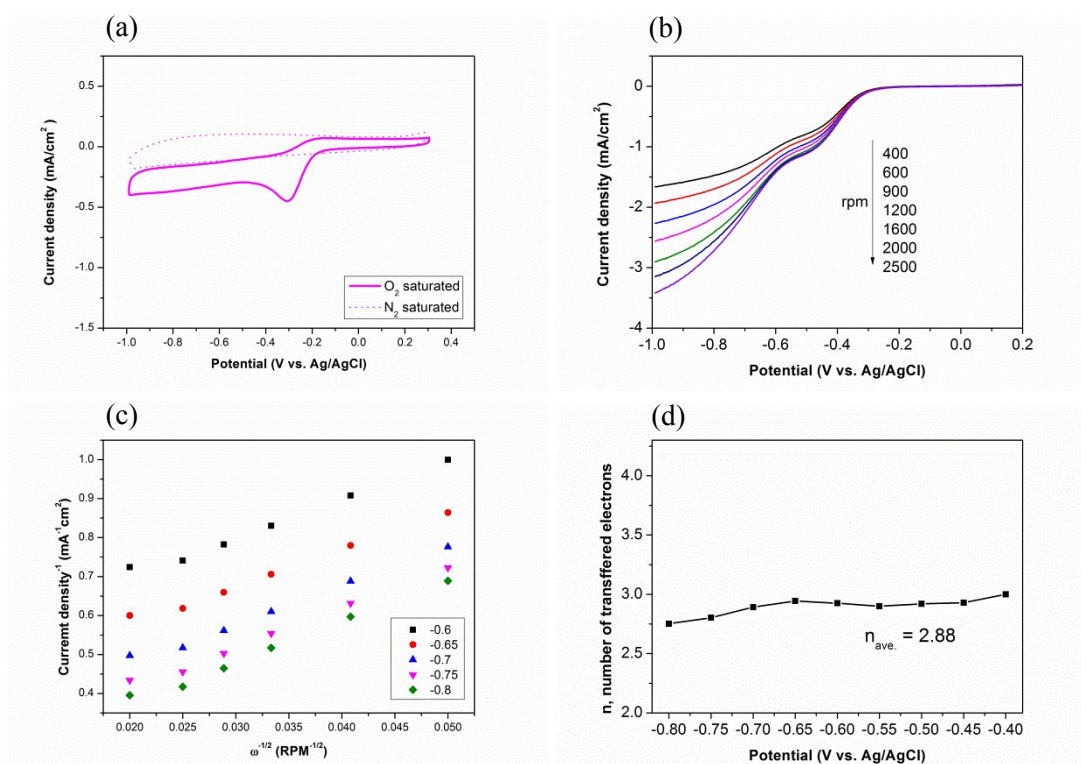 (a)
0.5
0.0
-0.5
-1.0
-1.5
Current density (mA/cm²)
O₂ saturated
N₂ saturated
-1.0 -0.8 -0.6 -0.4 -0.2 0.0 0.2 0.4
Potential (V vs. Ag/AgCl)
(b)
0
-1
-2
-3
-4
Current density (mA/cm²)
rpm
400
600
900
1200
1600
2000
2500
-1.0 -0.8 -0.6 -0.4 -0.2 0.0 0.2
Potential (V vs. Ag/AgCl)
(c)
1.0
0.9
0.8
0.7
0.6
0.5
0.4
Curremt density⁻¹ (mA⁻¹cm²)
-0.6
-0.65
-0.7
-0.75
-0.8
0.020 0.025 0.030 0.035 0.040 0.045 0.050
ω⁻¹/² (RPM⁻¹/²)
(d)
4.0
3.5
3.0
2.5
2.0
n, number of transffered electrons
n_ave. = 2.88
-0.80 -0.75 -0.70 -0.65 -0.60 -0.55 -0.50 -0.45 -0.40
Potential (V vs. Ag/AgCl)